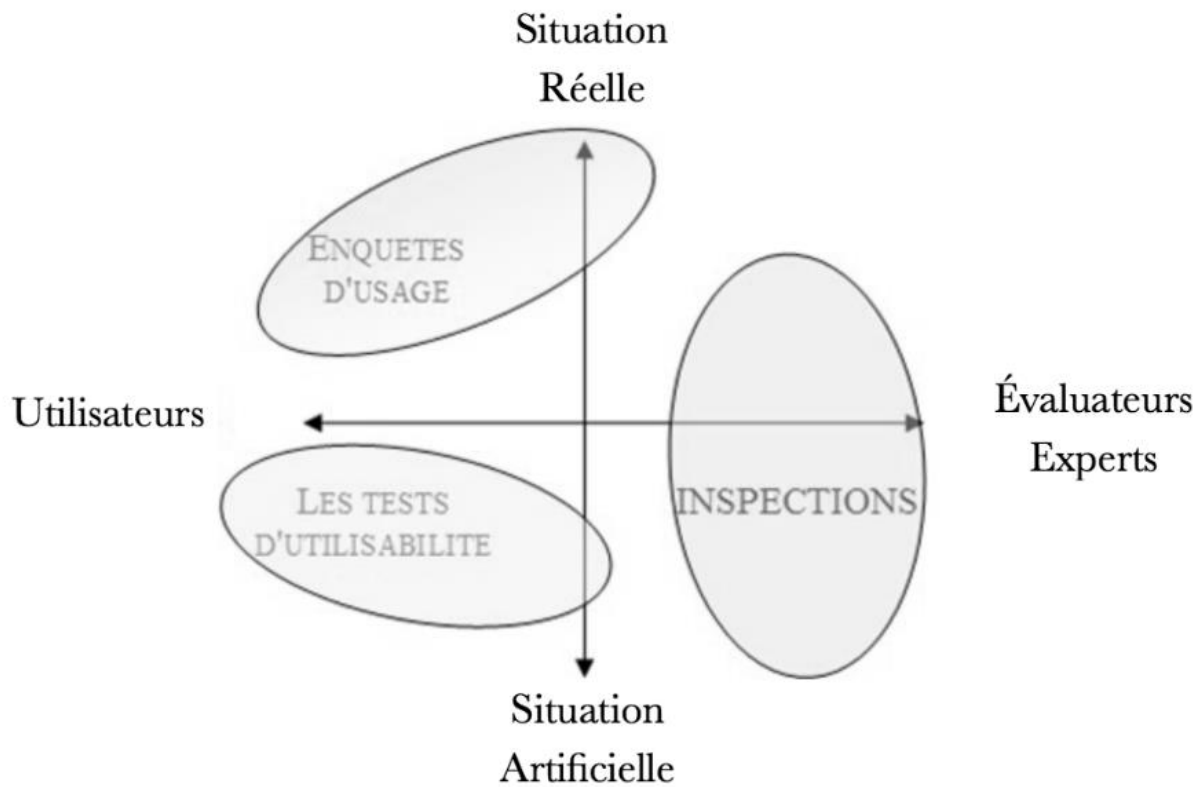 Situation
Réelle
ENQUETES
D'USAGE
Utilisateurs
Évaluateurs
Experts
LES TESTS
D'UTILISABILITE
INSPECTIONS
Situation
Artificielle